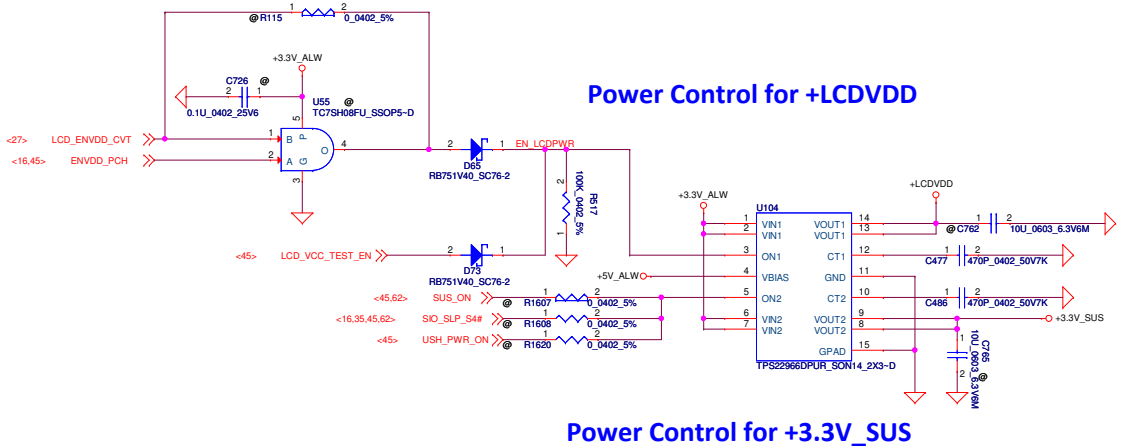 @ R115 1 2 0_0402_5%
+3.3V_ALW
C726 @
2 1
0.1U_0402_25V6
U55 @
TC7SH08FU_SSOP5~D
Power Control for +LCDVDD
5
P
<27> LCD_ENVDD_CVT 1 B
<16,45> ENVDD_PCH 2 A
O 4
G
3
2 1
D65
RB751V40_SC76-2
EN_LCDPWR
2
1
R517
100K_0402_5%
<45> LCD_VCC_TEST_EN 2 1
D73
RB751V40_SC76-2
+3.3V_ALW
+LCDVDD
U104
1 VIN1 VOUT1 14
2 VIN1 VOUT1 13
3 ON1 CT1 12
+5V_ALW 4 VBIAS GND 11
5 ON2 CT2 10
6 VIN2 VOUT2 9
7 VIN2 VOUT2 8
GPAD 15
TPS22966DPUR_SON14_2X3~D
@ C762 1 2 10U_0603_6.3V6M
C477 1 2 470P_0402_50V7K
C486 1 2 470P_0402_50V7K
+3.3V_SUS
1
2
C765
10U_0603_6.3V6M
@
<45,62> SUS_ON @ R1607 1 2 0_0402_5%
<16,35,45,62> SIO_SLP_S4# @ R1608 1 2 0_0402_5%
<45> USH_PWR_ON @ R1620 1 2 0_0402_5%
Power Control for +3.3V_SUS